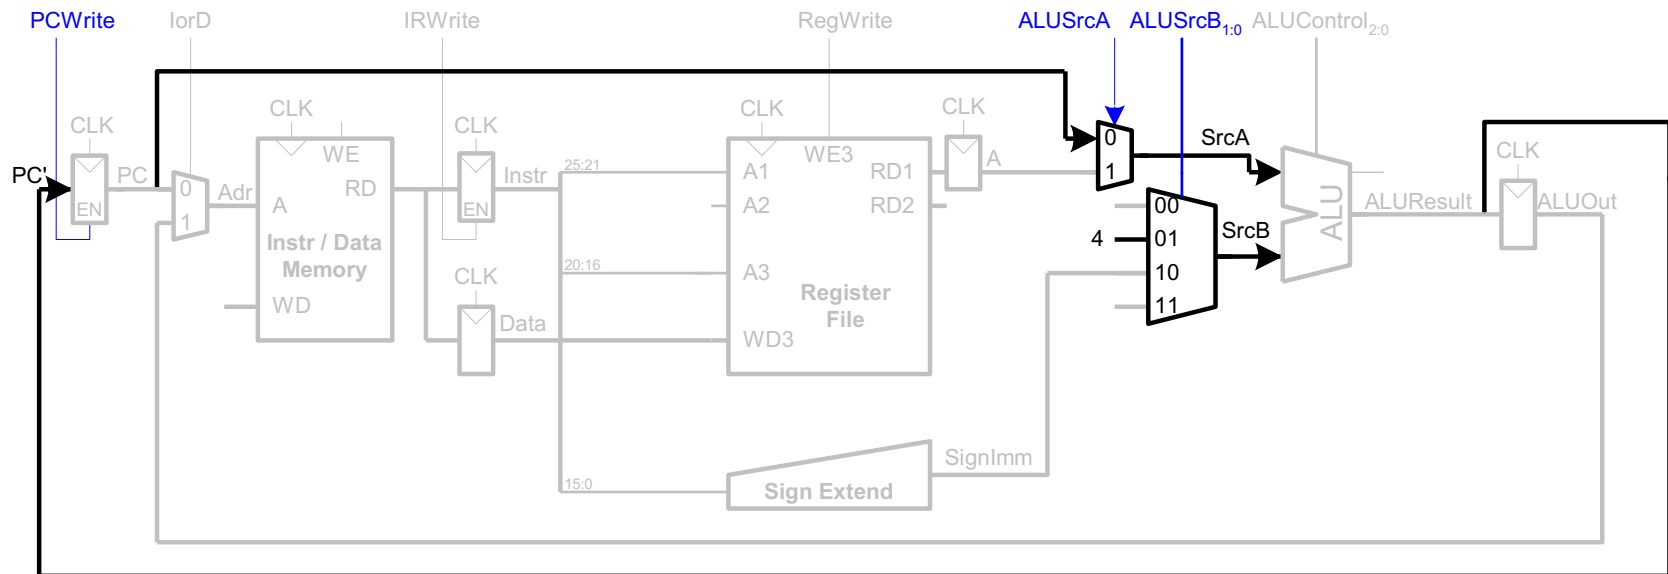 PCWrite IorD IRWrite RegWrite ALUSrcA ALUSrcB1:0 ALUControl2:0
CLK CLK CLK CLK CLK CLK CLK CLK
PC' PC EN
0 1 Adr
WE RD A Instr / Data Memory WD
EN Instr
Data
25:21
20:16
15:0
A1 A2 A3 WD3 WE3 RD1 RD2 Register File
A
0 1 SrcA
4 00 01 10 11 SrcB
ALU ALUResult ALUOut
SignImm
Sign Extend